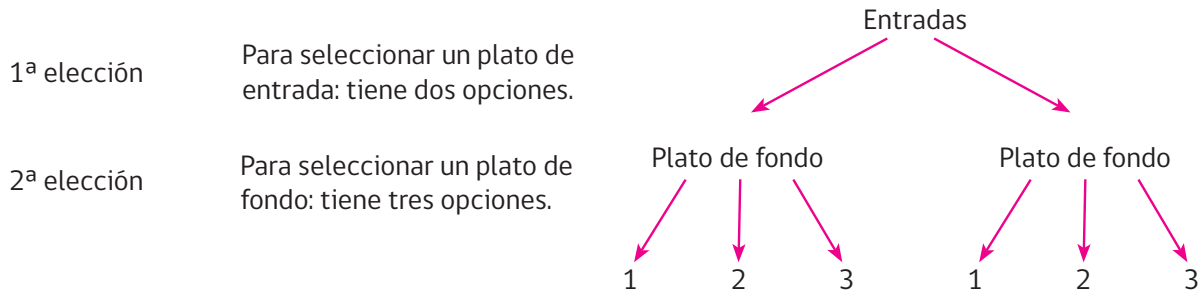 Entradas
1ª elección
Para seleccionar un plato de
entrada: tiene dos opciones.
2ª elección
Para seleccionar un plato de
fondo: tiene tres opciones.
Plato de fondo
Plato de fondo
1 2 3 1 2 3